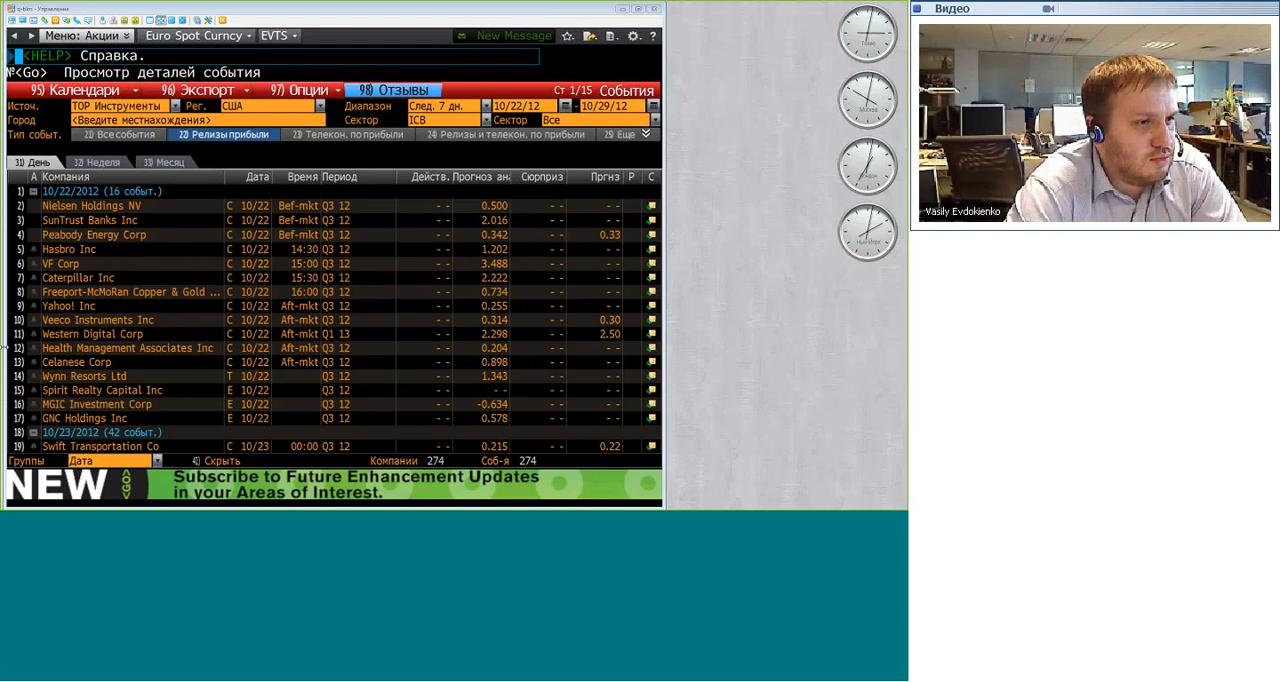 q-blm - Управление
Меню: Акции Euro Spot Curncy EVTS New Message ?
<HELP> Справка.
№<Go> Просмотр деталей события
95) Календари 96) Экспорт 97) Опции 98) Отзывы Ст 1/15 События
Источ. TOP Инструменты Рег. США Диапазон След. 7 дн. 10/22/12 - 10/29/12
Город <Введите местнахождения> Сектор ICB Сектор Все
Тип событ. 21) Все события 22) Релизы прибыли 23) Телекон. по прибыли 24) Релизы и телекон. по прибыли 29) Еще
31) День 32) Неделя 33) Месяц
А Компания Дата Время Период Действ. Прогноз ан Сюрприз Пргнз Р С
1) 10/22/2012 (16 событ.)
2) Nielsen Holdings NV C 10/22 Bef-mkt Q3 12 - - 0.500 - -
3) SunTrust Banks Inc C 10/22 Bef-mkt Q3 12 - - 2.016 - -
4) Peabody Energy Corp C 10/22 Bef-mkt Q3 12 - - 0.342 - - 0.33
5) Hasbro Inc C 10/22 14:30 Q3 12 - - 1.202 - -
6) VF Corp C 10/22 15:00 Q3 12 - - 3.488 - -
7) Caterpillar Inc C 10/22 15:30 Q3 12 - - 2.222 - -
8) Freeport-McMoRan Copper & Gold ... C 10/22 16:00 Q3 12 - - 0.734 - -
9) Yahoo! Inc C 10/22 Aft-mkt Q3 12 - - 0.255 - -
10) Veeco Instruments Inc C 10/22 Aft-mkt Q3 12 - - 0.314 - - 0.30
11) Western Digital Corp C 10/22 Aft-mkt Q1 13 - - 2.298 - - 2.50
12) Health Management Associates Inc C 10/22 Aft-mkt Q3 12 - - 0.204 - -
13) Celanese Corp C 10/22 Aft-mkt Q3 12 - - 0.898 - -
14) Wynn Resorts Ltd T 10/22 Q3 12 - - 1.343 - -
15) Spirit Realty Capital Inc E 10/22 Q3 12 - - - - - -
16) MGIC Investment Corp E 10/22 Q3 12 - - -0.634 - -
17) GNC Holdings Inc E 10/22 Q3 12 - - 0.578 - -
18) 10/23/2012 (42 событ.)
19) Swift Transportation Co C 10/23 00:00 Q3 12 - - 0.215 - - 0.22
Группы Дата 41) Скрыть Компании 274 Соб-я 274
NEW <GO> Subscribe to Future Enhancement Updates
in your Areas of Interest.
Томск
Москва
Лондон
Нью-Йорк
Видео
Vasily Evdokienko